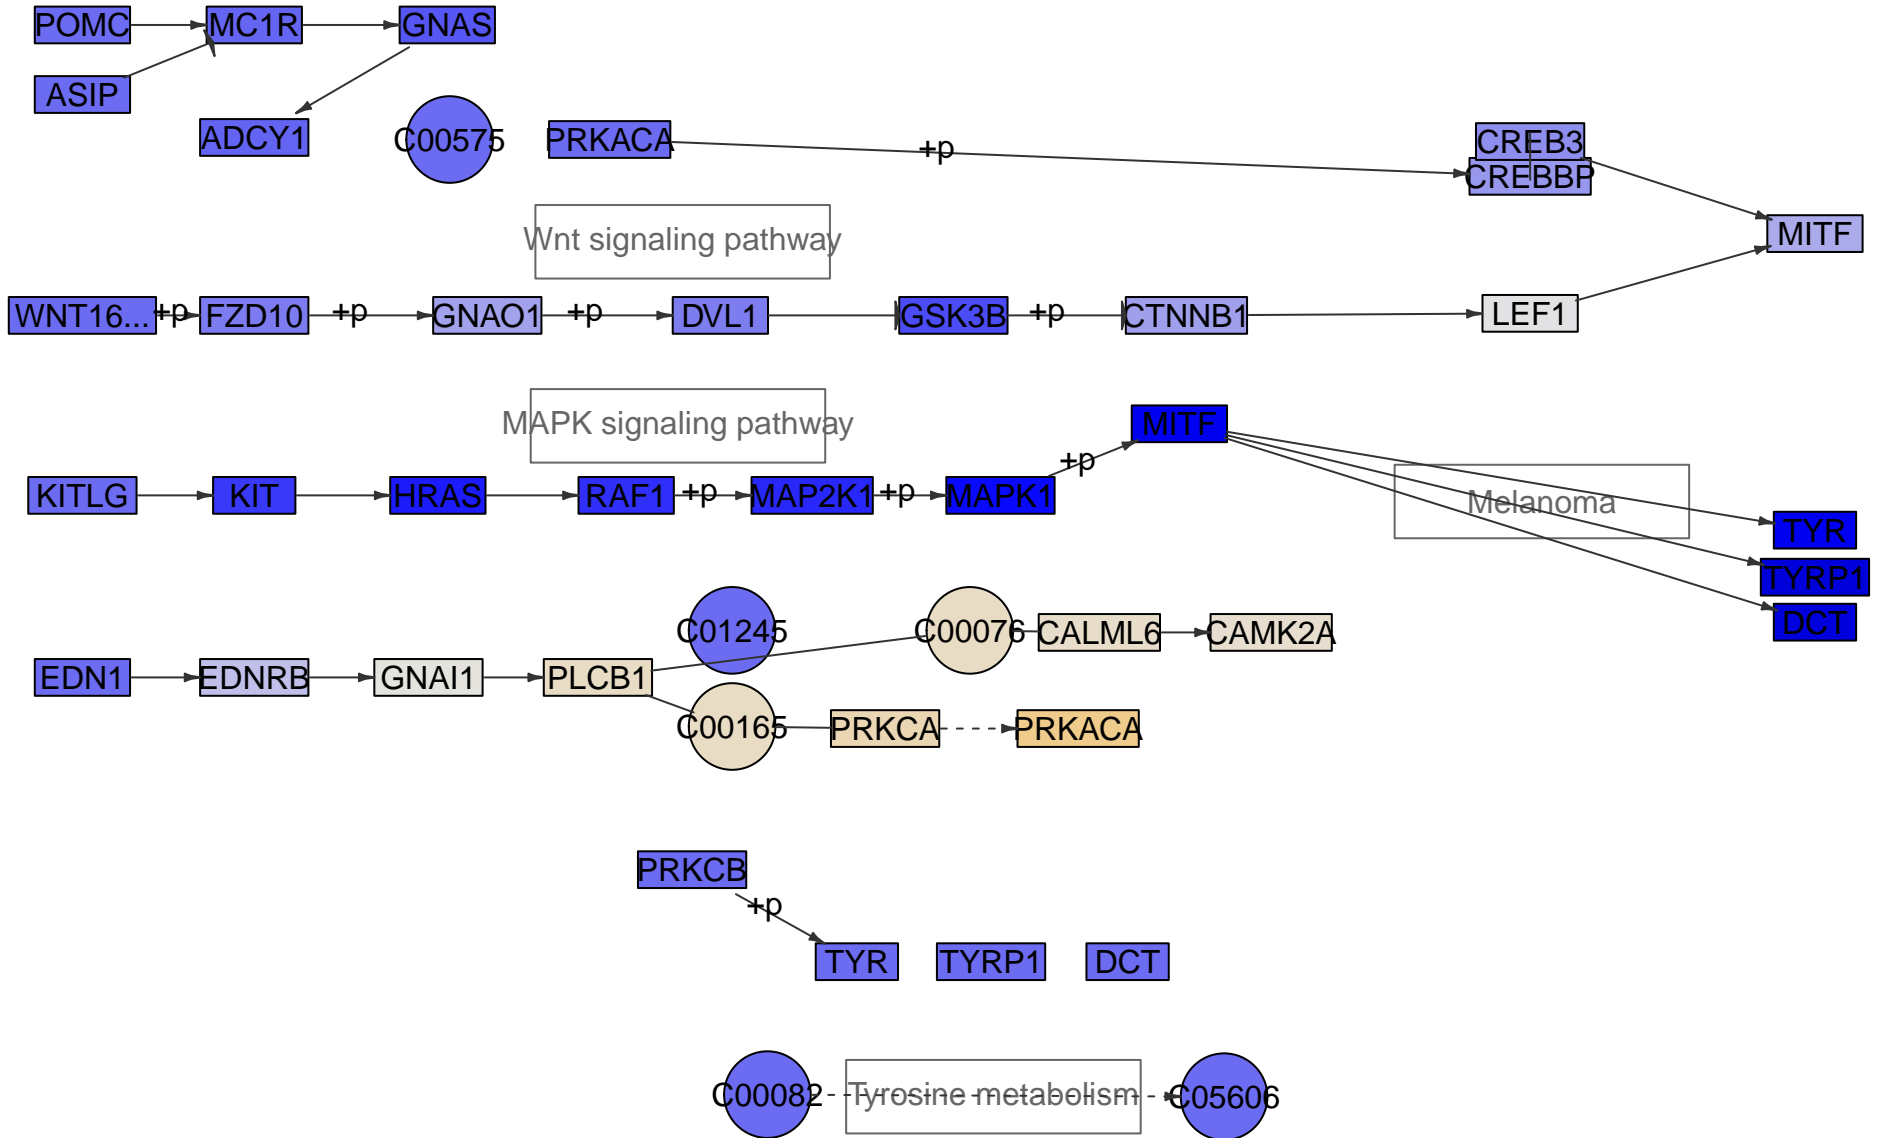 POMC
MC1R
GNAS
ASIP
ADCY1
C00575
PRKACA
+p
CREB3
CREBBP
Wnt signaling pathway
MITF
WNT16...
+p
FZD10
+p
GNAO1
+p
DVL1
GSK3B
+p
CTNNB1
LEF1
MAPK signaling pathway
MITF
+p
KITLG
KIT
HRAS
RAF1
+p
MAP2K1
+p
MAPK1
Melanoma
TYR
TYRP1
DCT
C01245
C00076
CALML6
CAMK2A
EDN1
EDNRB
GNAI1
PLCB1
C00165
PRKCA
PRKACA
PRKCB
+p
TYR
TYRP1
DCT
C00082
Tyrosine metabolism
C05606